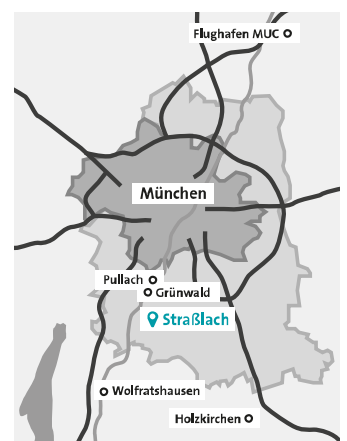 Flughafen MUC
München
Pullach
Grünwald
Straßlach
Wolfratshausen
Holzkirchen